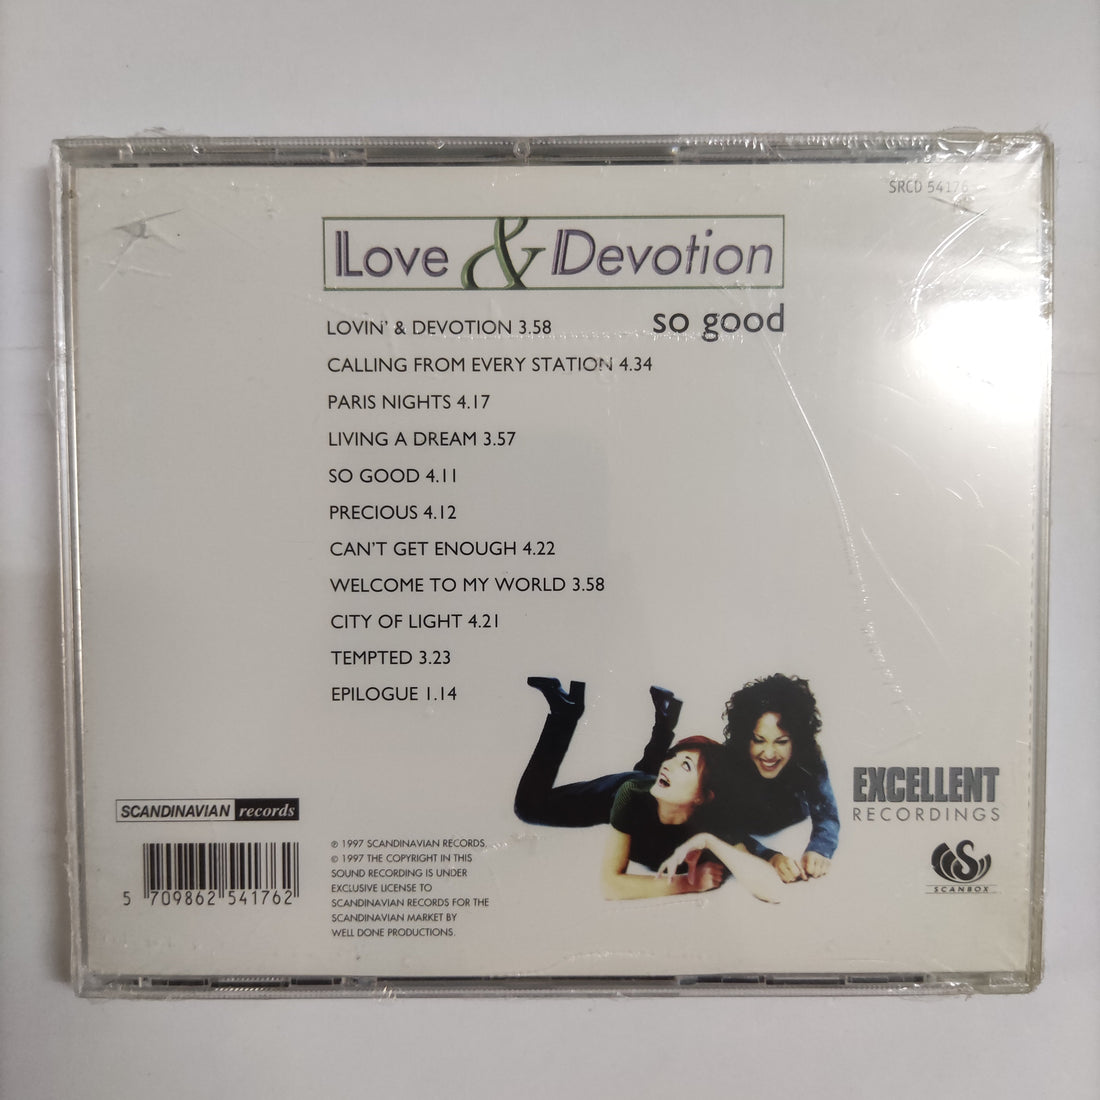 SRCD 54176
Love & Devotion
so good
LOVIN' & DEVOTION 3.58
CALLING FROM EVERY STATION 4.34
PARIS NIGHTS 4.17
LIVING A DREAM 3.57
SO GOOD 4.11
PRECIOUS 4.12
CAN'T GET ENOUGH 4.22
WELCOME TO MY WORLD 3.58
CITY OF LIGHT 4.21
TEMPTED 3.23
EPILOGUE 1.14
EXCELLENT
RECORDINGS
SCANDINAVIAN records
℗ 1997 SCANDINAVIAN RECORDS.
© 1997 THE COPYRIGHT IN THIS
SOUND RECORDING IS UNDER
EXCLUSIVE LICENSE TO
SCANDINAVIAN RECORDS FOR THE
SCANDINAVIAN MARKET BY
WELL DONE PRODUCTIONS.
5 709862 541762
S
SCANBOX